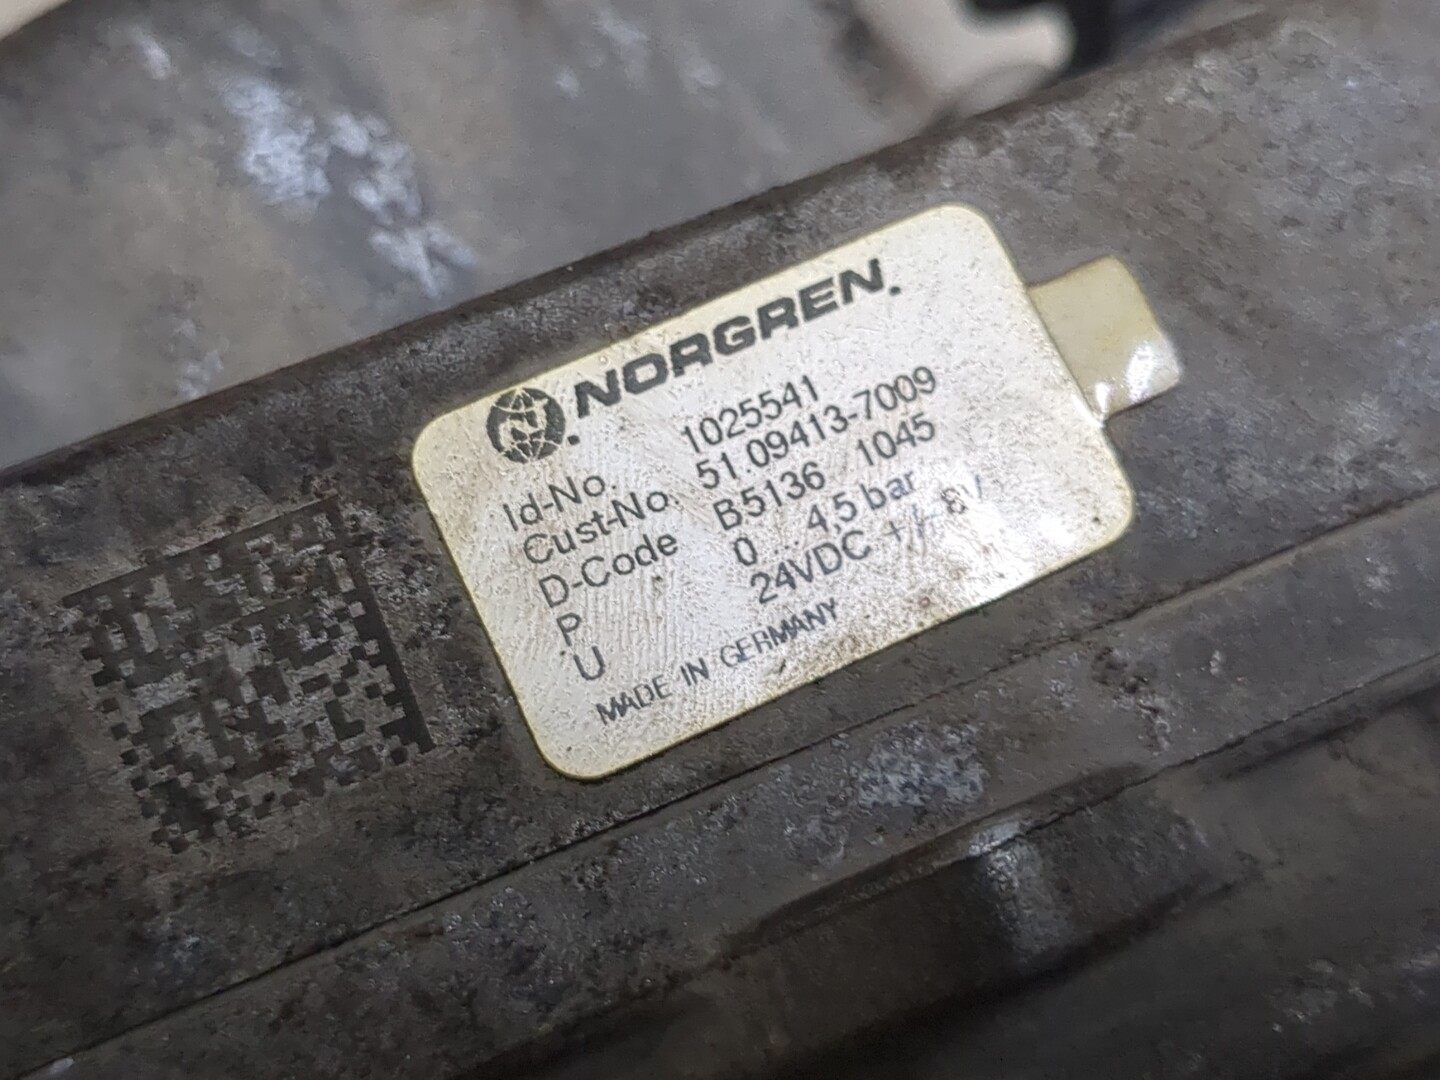 NORGREN.
Id-No. 1025541
Cust-No. 51.09413-7009
D-Code B5136 1045
P 0 ... 4,5 bar
U 24VDC +/- 8V
MADE IN GERMANY